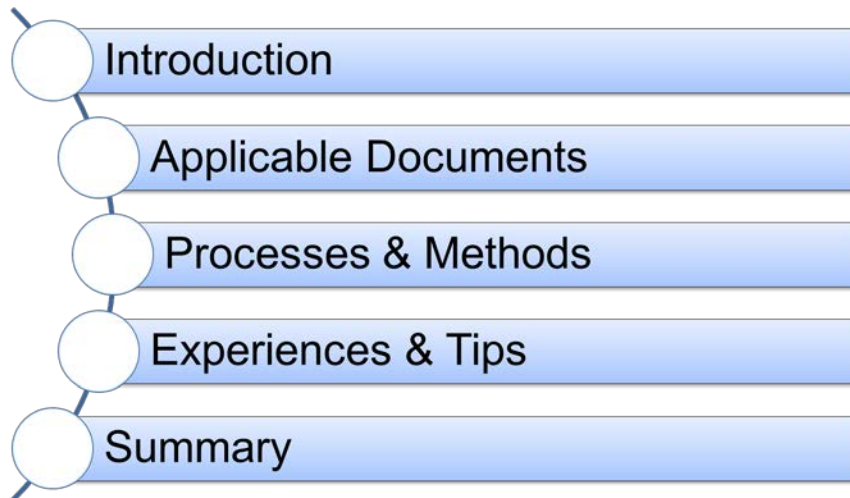 Introduction
Applicable Documents
Processes & Methods
Experiences & Tips
Summary